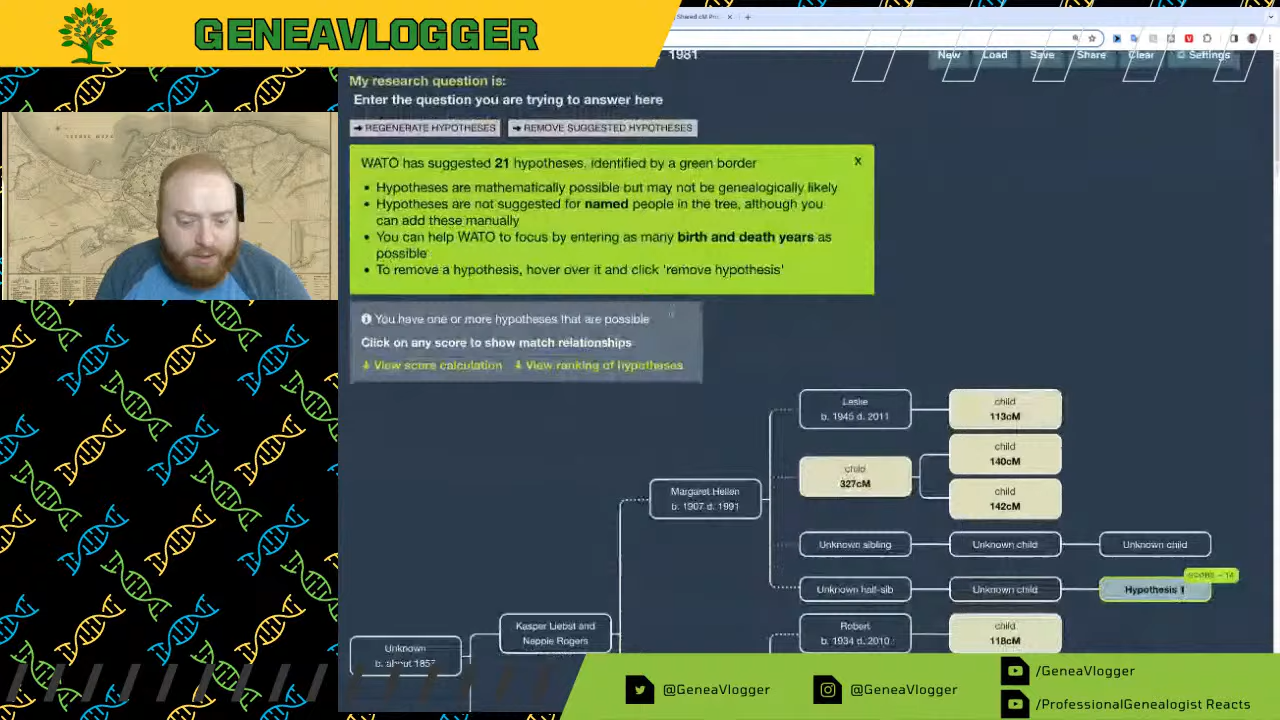 GENEAVLOGGER
Shared cM Pro
1981
New
Load
Save
Share
Clear
Settings
My research question is:
Enter the question you are trying to answer here
REGENERATE HYPOTHESES
REMOVE SUGGESTED HYPOTHESES
WATO has suggested 21 hypotheses, identified by a green border
X
Hypotheses are mathematically possible but may not be genealogically likely
Hypotheses are not suggested for named people in the tree, although you
can add these manually
You can help WATO to focus by entering as many birth and death years as
possible
To remove a hypothesis, hover over it and click 'remove hypothesis'
You have one or more hypotheses that are possible
Click on any score to show match relationships
View score calculation
View ranking of hypotheses
Leske
b. 1945 d. 2011
child
113cM
child
327cM
child
140cM
child
142cM
Margaret Hellen
b. 1907 d. 1991
Unknown sibling
Unknown child
Unknown child
Unknown half-sib
Unknown child
Hypothesis
Kasper Liebst and
Nappie Rogers
Robert
b. 1934 d. 2010
child
118cM
Unknown
b. about 1857
@GeneaVlogger
@GeneaVlogger
/GeneaVlogger
/ProfessionalGenealogist Reacts